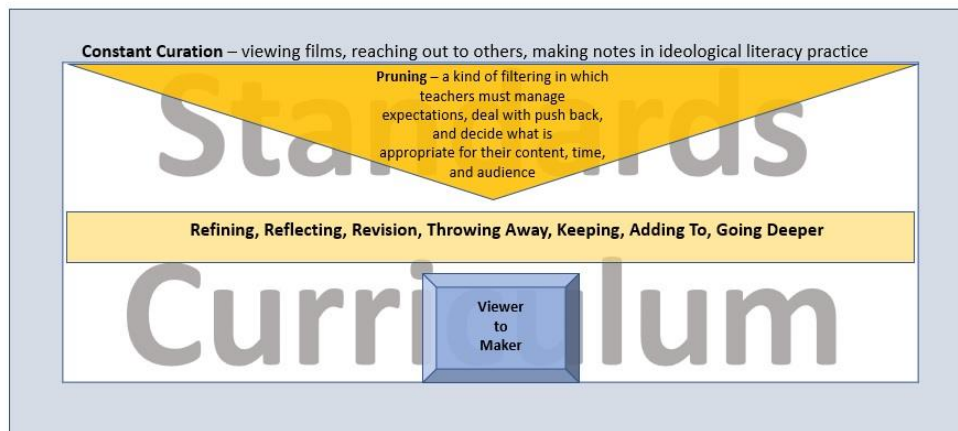 Constant Curation – viewing films, reaching out to others, making notes in ideological literacy practice
Pruning – a kind of filtering in which
teachers must manage
expectations, deal with push back,
and decide what is
appropriate for their content, time,
and audience
Standards
Refining, Reflecting, Revision, Throwing Away, Keeping, Adding To, Going Deeper
Curriculum
Viewer
to
Maker